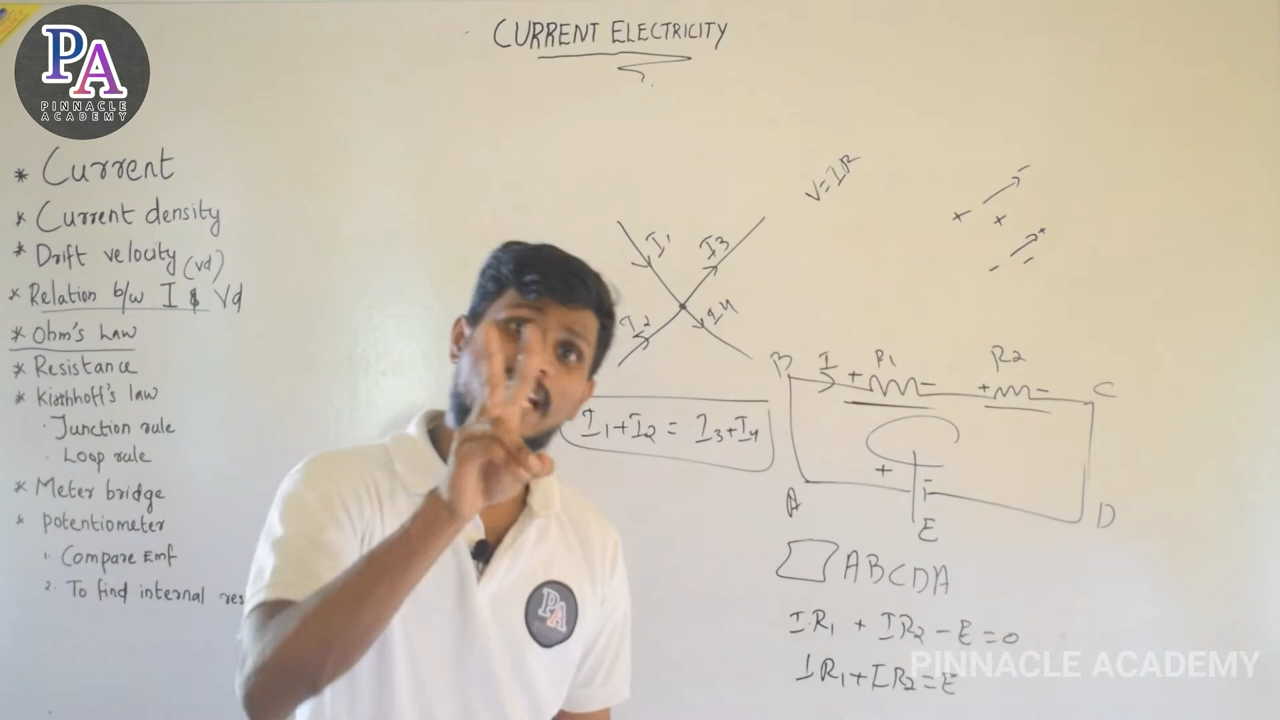 PA
PINNACLE
ACADEMY
CURRENT ELECTRICITY
* Current
* Current density
* Drift velocity (vd)
* Relation b/w I & Vd
* Ohm's Law
* Resistance
* Kirchhoff's law
· Junction rule
· Loop rule
* Meter bridge
* potentiometer
1. Compare Emf
2. To find internal res
V=IR
I1 I3
I2 I4
I1+I2 = I3+I4
B I + R1 - + R2 - C
A + - D
E
ABCDA
IR1 + IR2 - E = 0
IR1+IR2=E
PA
PINNACLE ACADEMY